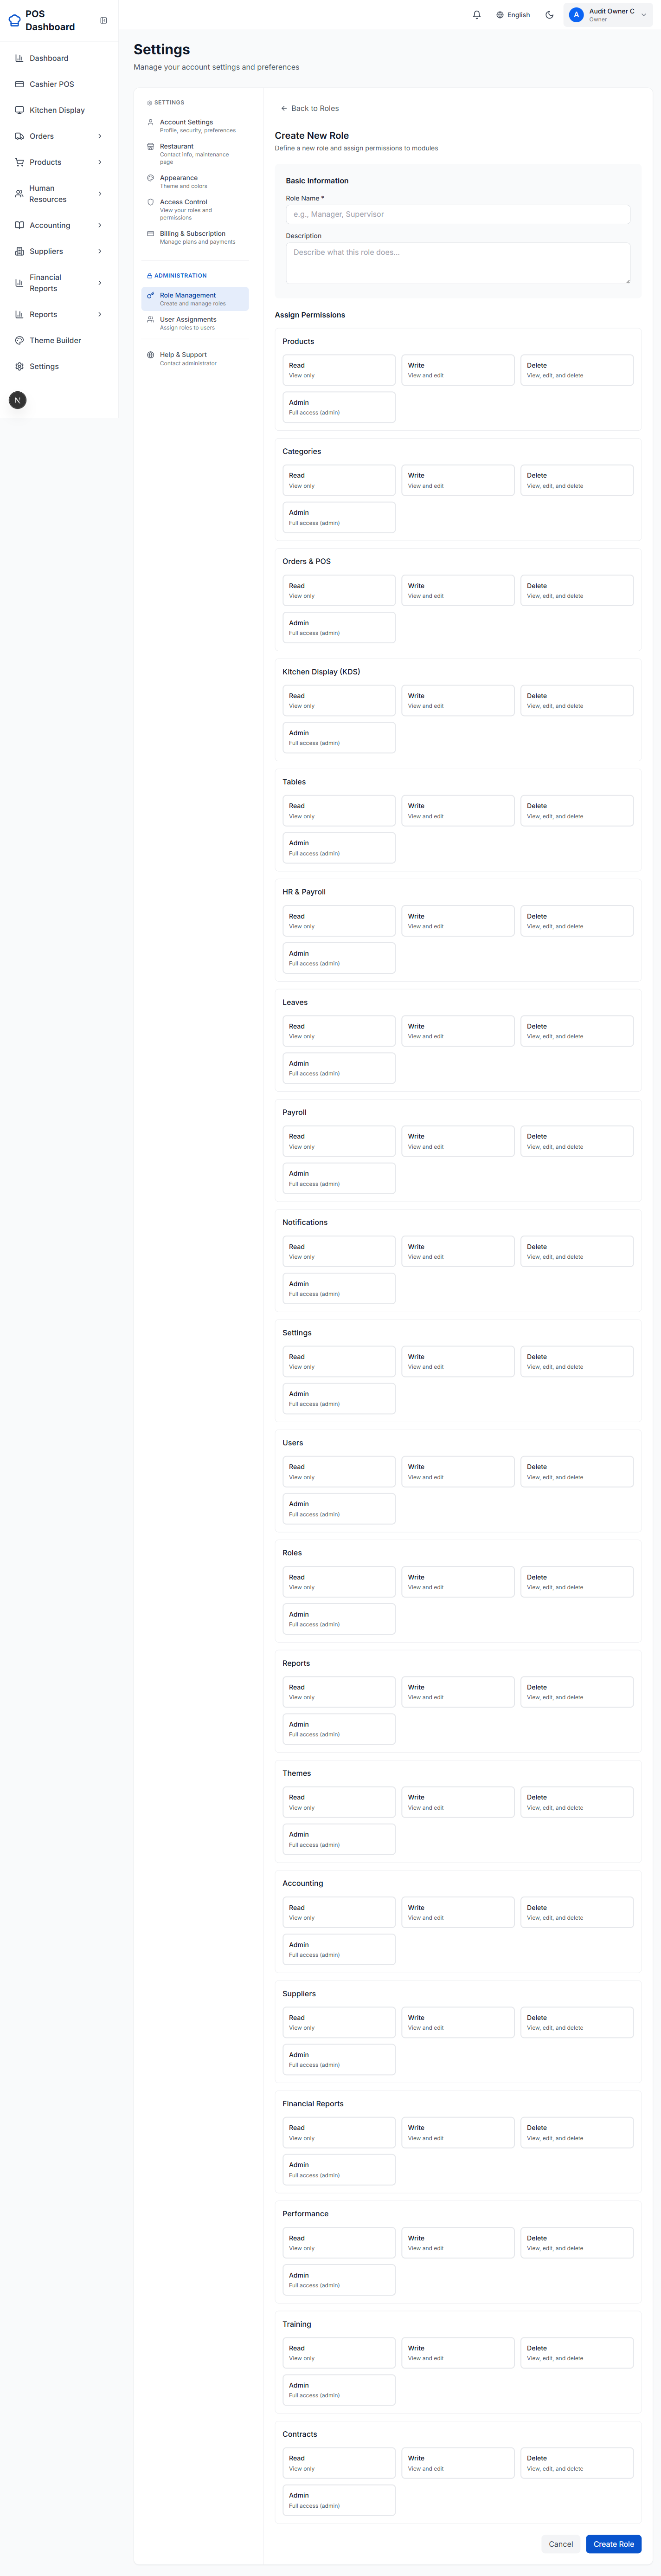 POS
Dashboard
English
A
Audit Owner C
Owner
Dashboard
Cashier POS
Kitchen Display
Orders
Products
Human
Resources
Accounting
Suppliers
Financial
Reports
Reports
Theme Builder
Settings
N
Settings
Manage your account settings and preferences
SETTINGS
Account Settings
Profile, security, preferences
Restaurant
Contact info, maintenance
page
Appearance
Theme and colors
Access Control
View your roles and
permissions
Billing & Subscription
Manage plans and payments
ADMINISTRATION
Role Management
Create and manage roles
User Assignments
Assign roles to users
Help & Support
Contact administrator
Back to Roles
Create New Role
Define a new role and assign permissions to modules
Basic Information
Role Name *
e.g., Manager, Supervisor
Description
Describe what this role does...
Assign Permissions
Products
Read Write Delete
View only View and edit View, edit, and delete
Admin
Full access (admin)
Categories
Read Write Delete
View only View and edit View, edit, and delete
Admin
Full access (admin)
Orders & POS
Read Write Delete
View only View and edit View, edit, and delete
Admin
Full access (admin)
Kitchen Display (KDS)
Read Write Delete
View only View and edit View, edit, and delete
Admin
Full access (admin)
Tables
Read Write Delete
View only View and edit View, edit, and delete
Admin
Full access (admin)
HR & Payroll
Read Write Delete
View only View and edit View, edit, and delete
Admin
Full access (admin)
Leaves
Read Write Delete
View only View and edit View, edit, and delete
Admin
Full access (admin)
Payroll
Read Write Delete
View only View and edit View, edit, and delete
Admin
Full access (admin)
Notifications
Read Write Delete
View only View and edit View, edit, and delete
Admin
Full access (admin)
Settings
Read Write Delete
View only View and edit View, edit, and delete
Admin
Full access (admin)
Users
Read Write Delete
View only View and edit View, edit, and delete
Admin
Full access (admin)
Roles
Read Write Delete
View only View and edit View, edit, and delete
Admin
Full access (admin)
Reports
Read Write Delete
View only View and edit View, edit, and delete
Admin
Full access (admin)
Themes
Read Write Delete
View only View and edit View, edit, and delete
Admin
Full access (admin)
Accounting
Read Write Delete
View only View and edit View, edit, and delete
Admin
Full access (admin)
Suppliers
Read Write Delete
View only View and edit View, edit, and delete
Admin
Full access (admin)
Financial Reports
Read Write Delete
View only View and edit View, edit, and delete
Admin
Full access (admin)
Performance
Read Write Delete
View only View and edit View, edit, and delete
Admin
Full access (admin)
Training
Read Write Delete
View only View and edit View, edit, and delete
Admin
Full access (admin)
Contracts
Read Write Delete
View only View and edit View, edit, and delete
Admin
Full access (admin)
Cancel Create Role